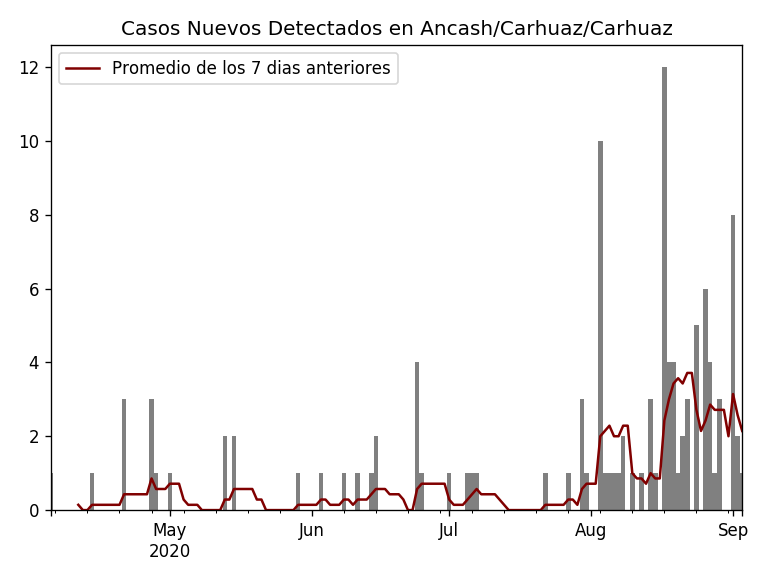 Casos Nuevos Detectados en Ancash/Carhuaz/Carhuaz
Promedio de los 7 dias anteriores
12
10
8
6
4
2
0
May
2020
Jun
Jul
Aug
Sep